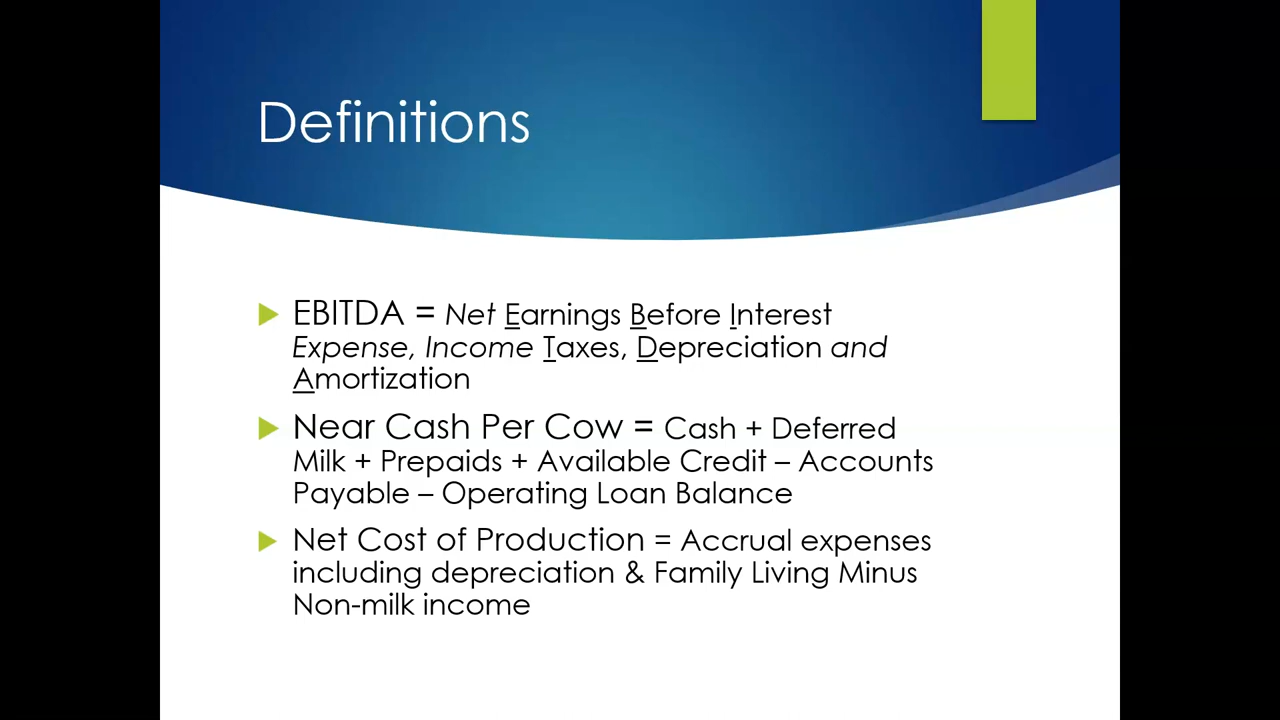 Definitions
EBITDA = Net Earnings Before Interest
Expense, Income Taxes, Depreciation and
Amortization
Near Cash Per Cow = Cash + Deferred
Milk + Prepaids + Available Credit – Accounts
Payable – Operating Loan Balance
Net Cost of Production = Accrual expenses
including depreciation & Family Living Minus
Non-milk income